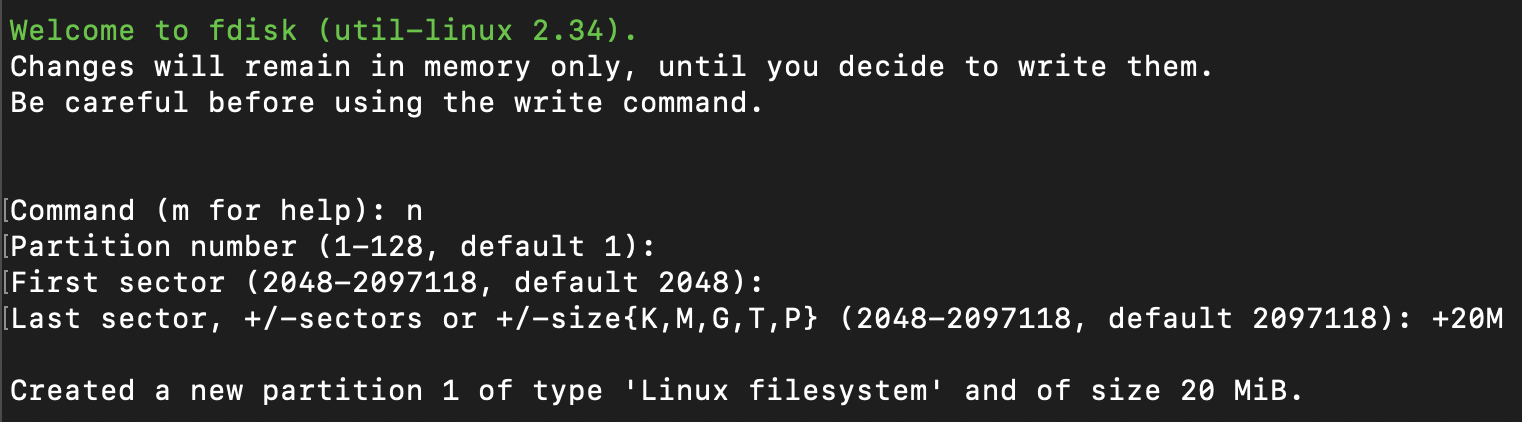 Welcome to fdisk (util-linux 2.34).
Changes will remain in memory only, until you decide to write them.
Be careful before using the write command.
[Command (m for help): n
[Partition number (1-128, default 1):
[First sector (2048-2097118, default 2048):
[Last sector, +/-sectors or +/-size{K,M,G,T,P} (2048-2097118, default 2097118): +20M
Created a new partition 1 of type 'Linux filesystem' and of size 20 MiB.